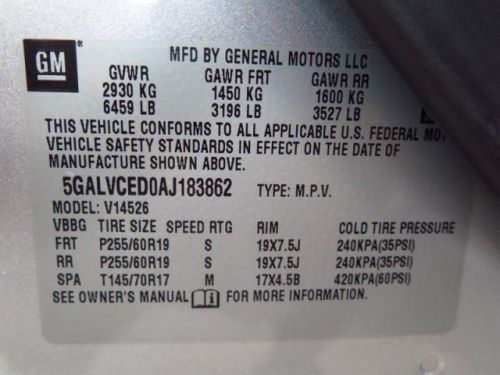 GM
MFD BY GENERAL MOTORS LLC
GVWR GAWR FRT GAWR RR
2930 KG 1450 KG 1600 KG
6459 LB 3196 LB 3527 LB
THIS VEHICLE CONFORMS TO ALL APPLICABLE U.S. FEDERAL
VEHICLE SAFETY STANDARDS IN EFFECT ON THE DATE OF
MANUFACTURE SHOWN ABOVE.
5GALVCED0AJ183862 TYPE: M.P.V.
MODEL: V14526
VBBG TIRE SIZE SPEED RTG RIM COLD TIRE PRESSURE
FRT P255/60R19 S 19X7.5J 240KPA(35PSI)
RR P255/60R19 S 19X7.5J 240KPA(35PSI)
SPA T145/70R17 M 17X4.5B 420KPA(60PSI)
SEE OWNER'S MANUAL i FOR MORE INFORMATION.